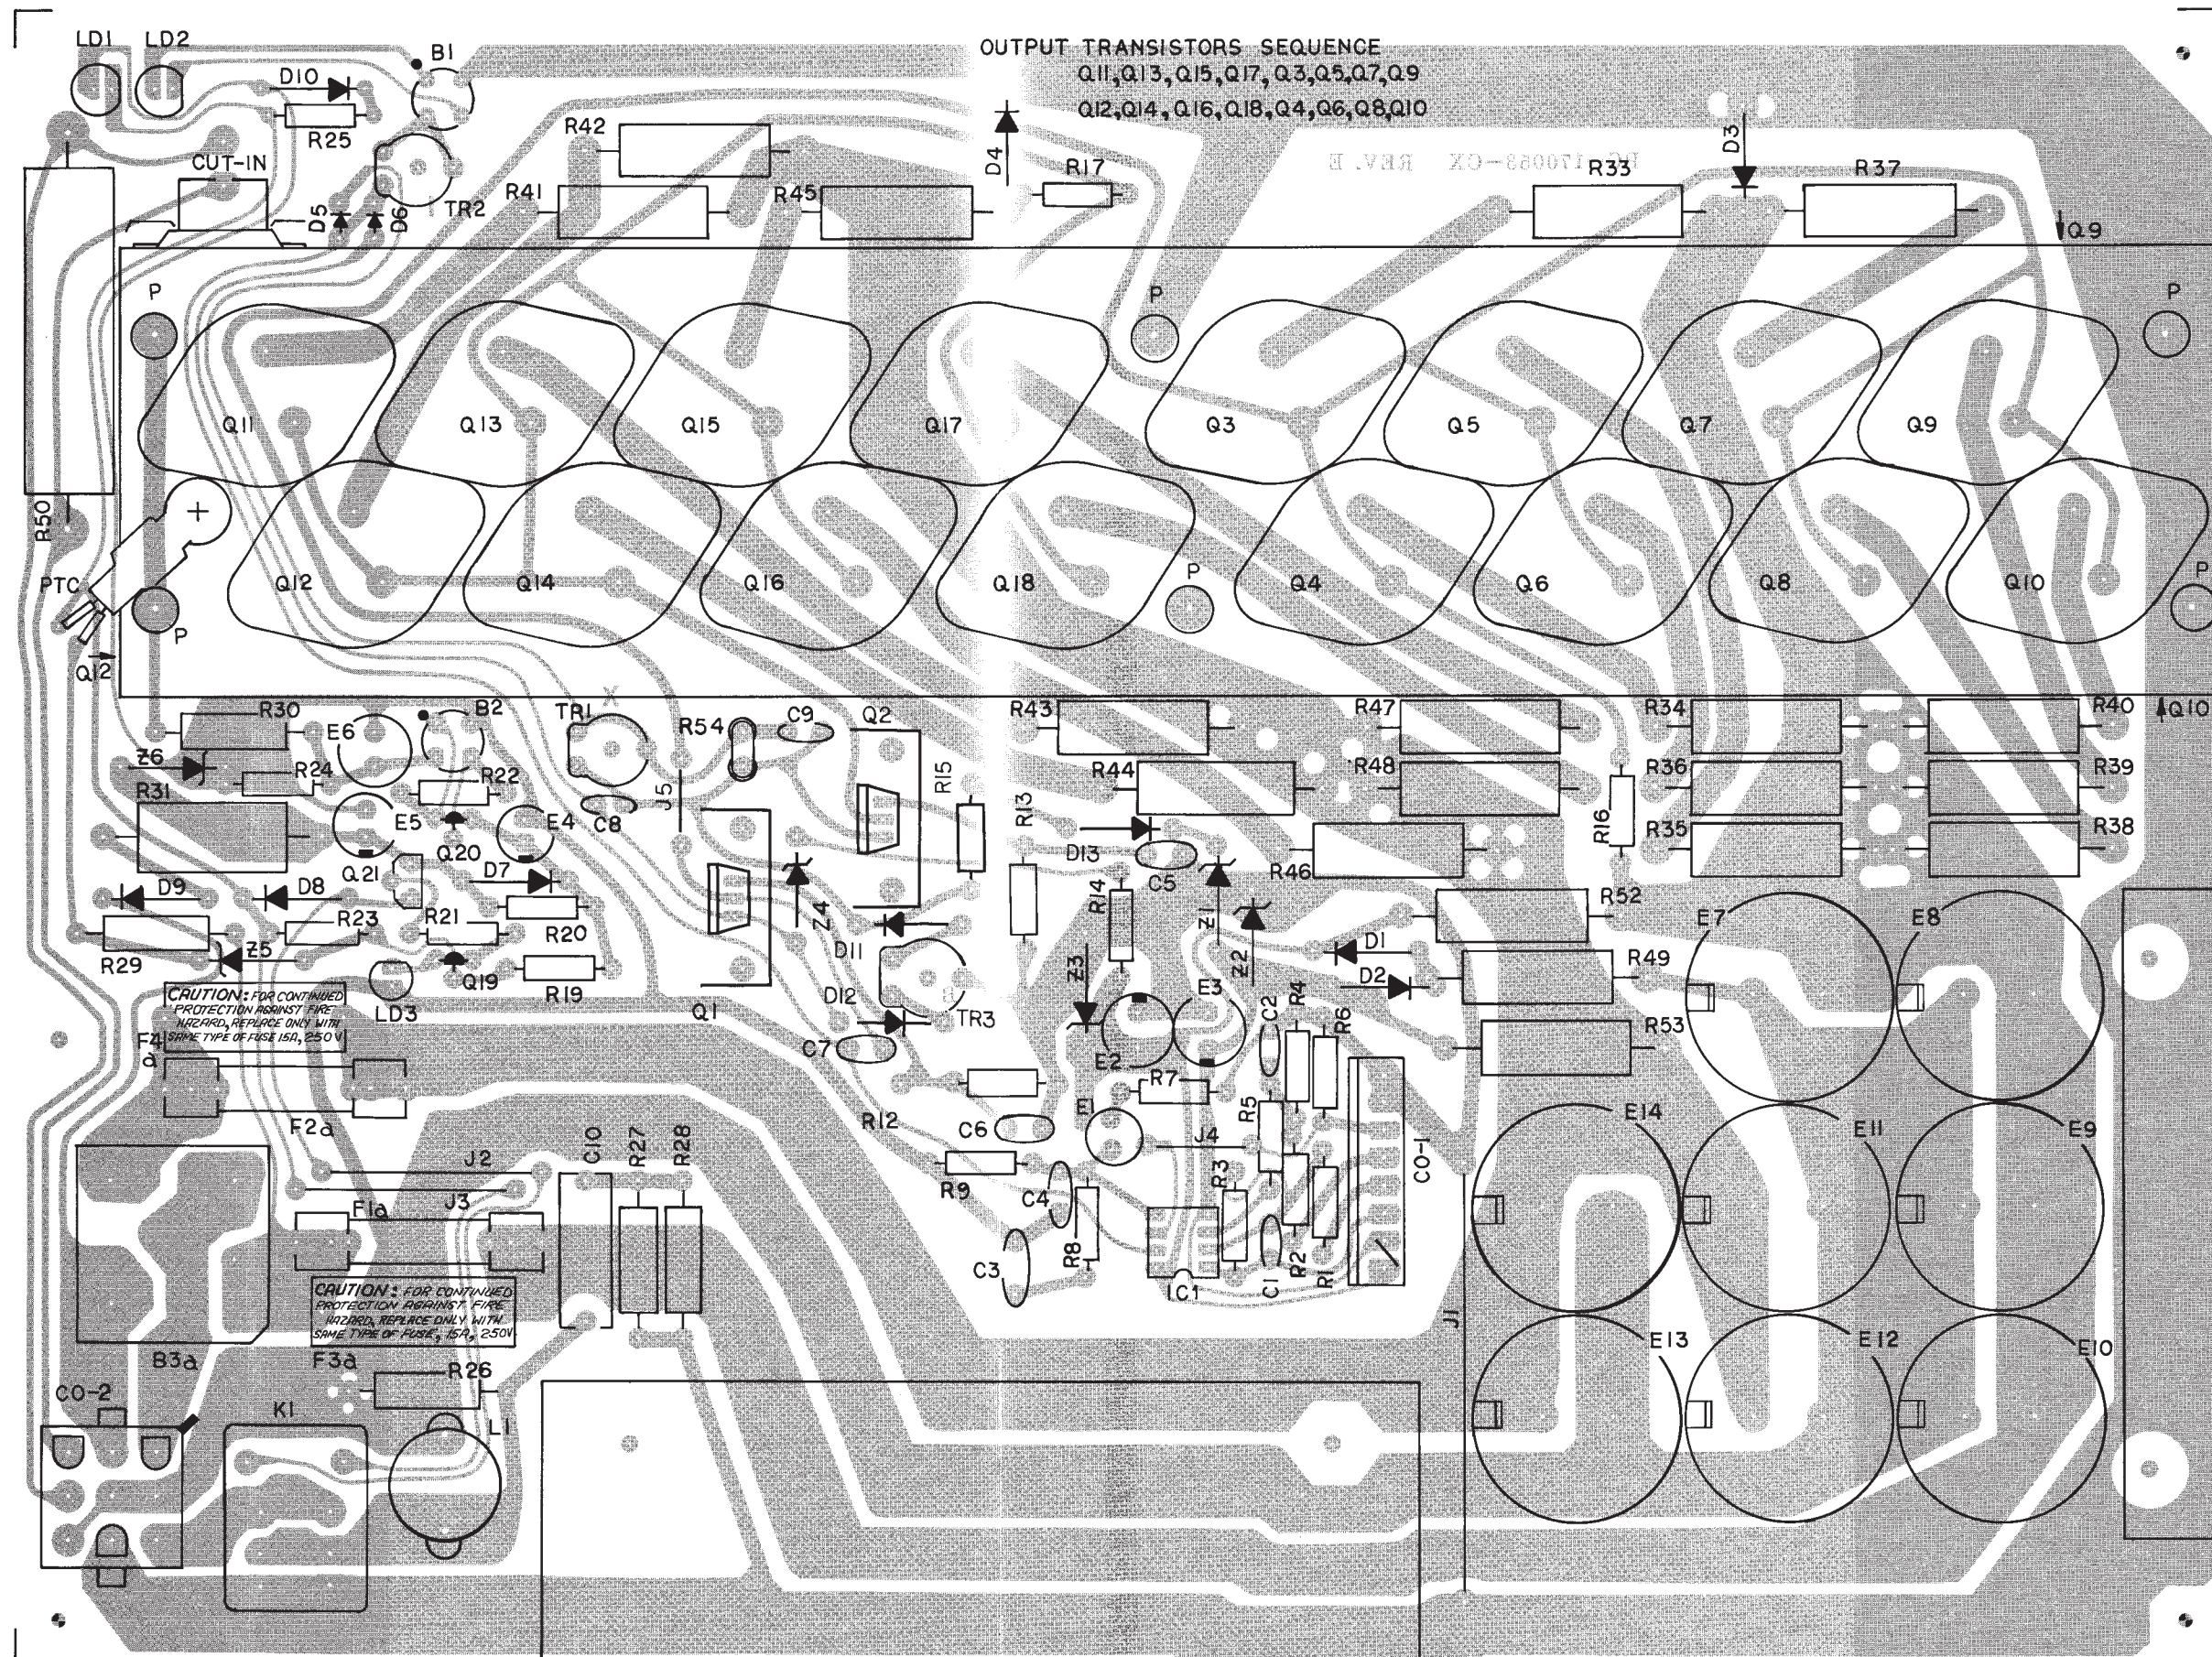 LD1 LD2 B1
OUTPUT TRANSISTORS SEQUENCE
Q11,Q13,Q15,Q17,Q3,Q5,Q7,Q9
Q12,Q14,Q16,Q18,Q4,Q6,Q8,Q10
D10
R25
R42
D4
R17
D3
REV.E
R33
R37
CUT-IN
R41
R45
TR2
D5
D6
Q9
P
P
P
Q11
Q13
Q15
Q17
Q3
Q5
Q7
Q9
R50
PTC
Q12
Q14
Q16
Q18
P
Q4
Q6
Q8
Q10
P
P
Q12
R30
E6
B2
TR1
X
R54
C9
Q2
R43
R47
R34
R40
Q10
Z6
R24
R22
R15
R44
R48
R36
R39
R31
E5
E4
C8
J5
R13
R16
Q20
D13
R46
R35
R38
Q21
D7
C5
D9
D8
Z4
R14
Z1
R52
E7
E8
R23
R21
R20
D11
R29
Z5
Z3
Z2
D1
R49
Q19
R19
D12
D2
CAUTION: FOR CONTINUED
PROTECTION AGAINST FIRE
HAZARD, REPLACE ONLY WITH
SAME TYPE OF FUSE 15A, 250V
LD3
Q1
TR3
E3
C2
R4
R6
R53
F4
a
C7
E2
R7
F2a
R12
E1
R5
E14
E11
E9
C6
J4
J2
C10
R27
R28
R3
CO-1
R9
C4
F1a
J3
C3
R8
IC1
C1
R2
R1
CAUTION: FOR CONTINUED
PROTECTION AGAINST FIRE
HAZARD, REPLACE ONLY WITH
SAME TYPE OF FUSE, 15A, 250V
J1
B3a
F3a
R26
E13
E12
E10
CO-2
K1
L1